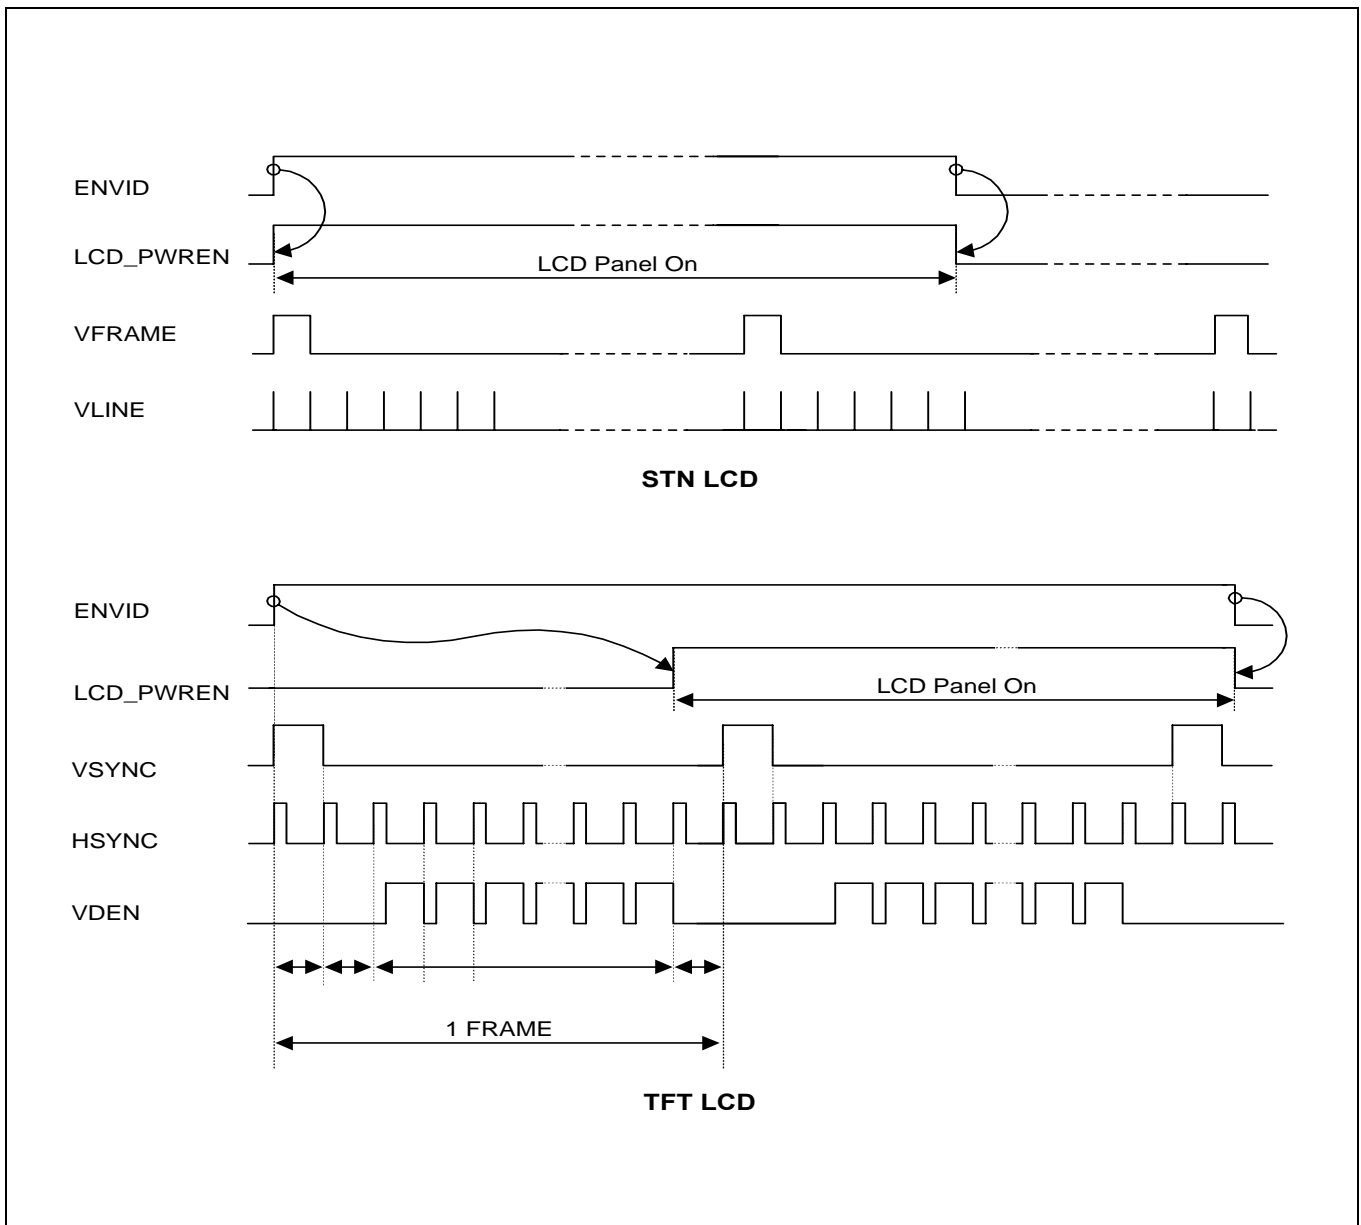 ENVID
LCD_PWREN
LCD Panel On
VFRAME
VLINE
STN LCD
ENVID
LCD_PWREN
LCD Panel On
VSYNC
HSYNC
VDEN
1 FRAME
TFT LCD